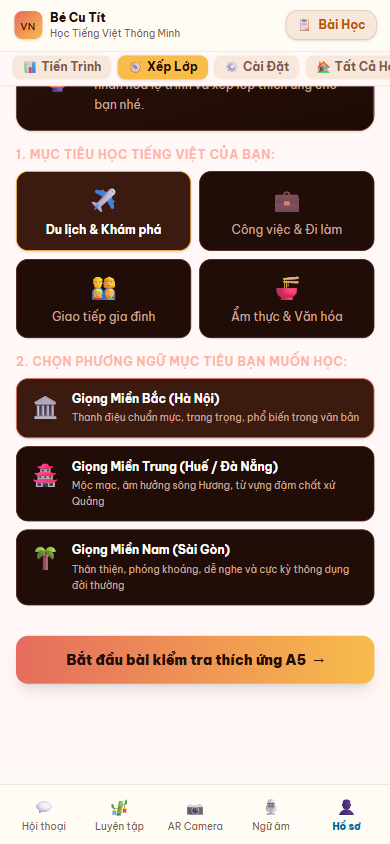 VN
Bé Cu Tít
Học Tiếng Việt Thông Minh
Bài Học
Tiến Trình
Xếp Lớp
Cài Đặt
Tất Cả
bạn nhé.
1. MỤC TIÊU HỌC TIẾNG VIỆT CỦA BẠN:
Du lịch & Khám phá
Công việc & Đi làm
Giao tiếp gia đình
Ẩm thực & Văn hóa
2. CHỌN PHƯƠNG NGỮ MỤC TIÊU BẠN MUỐN HỌC:
Giọng Miền Bắc (Hà Nội)
Thanh điệu chuẩn mực, trang trọng, phổ biến trong văn bản
Giọng Miền Trung (Huế / Đà Nẵng)
Mộc mạc, âm hưởng sông Hương, từ vựng đậm chất xứ
Quảng
Giọng Miền Nam (Sài Gòn)
Thân thiện, phóng khoáng, dễ nghe và cực kỳ thông dụng
đời thường
Bắt đầu bài kiểm tra thích ứng A5 →
Hội thoại
Luyện tập
AR Camera
Ngữ âm
Hồ sơ